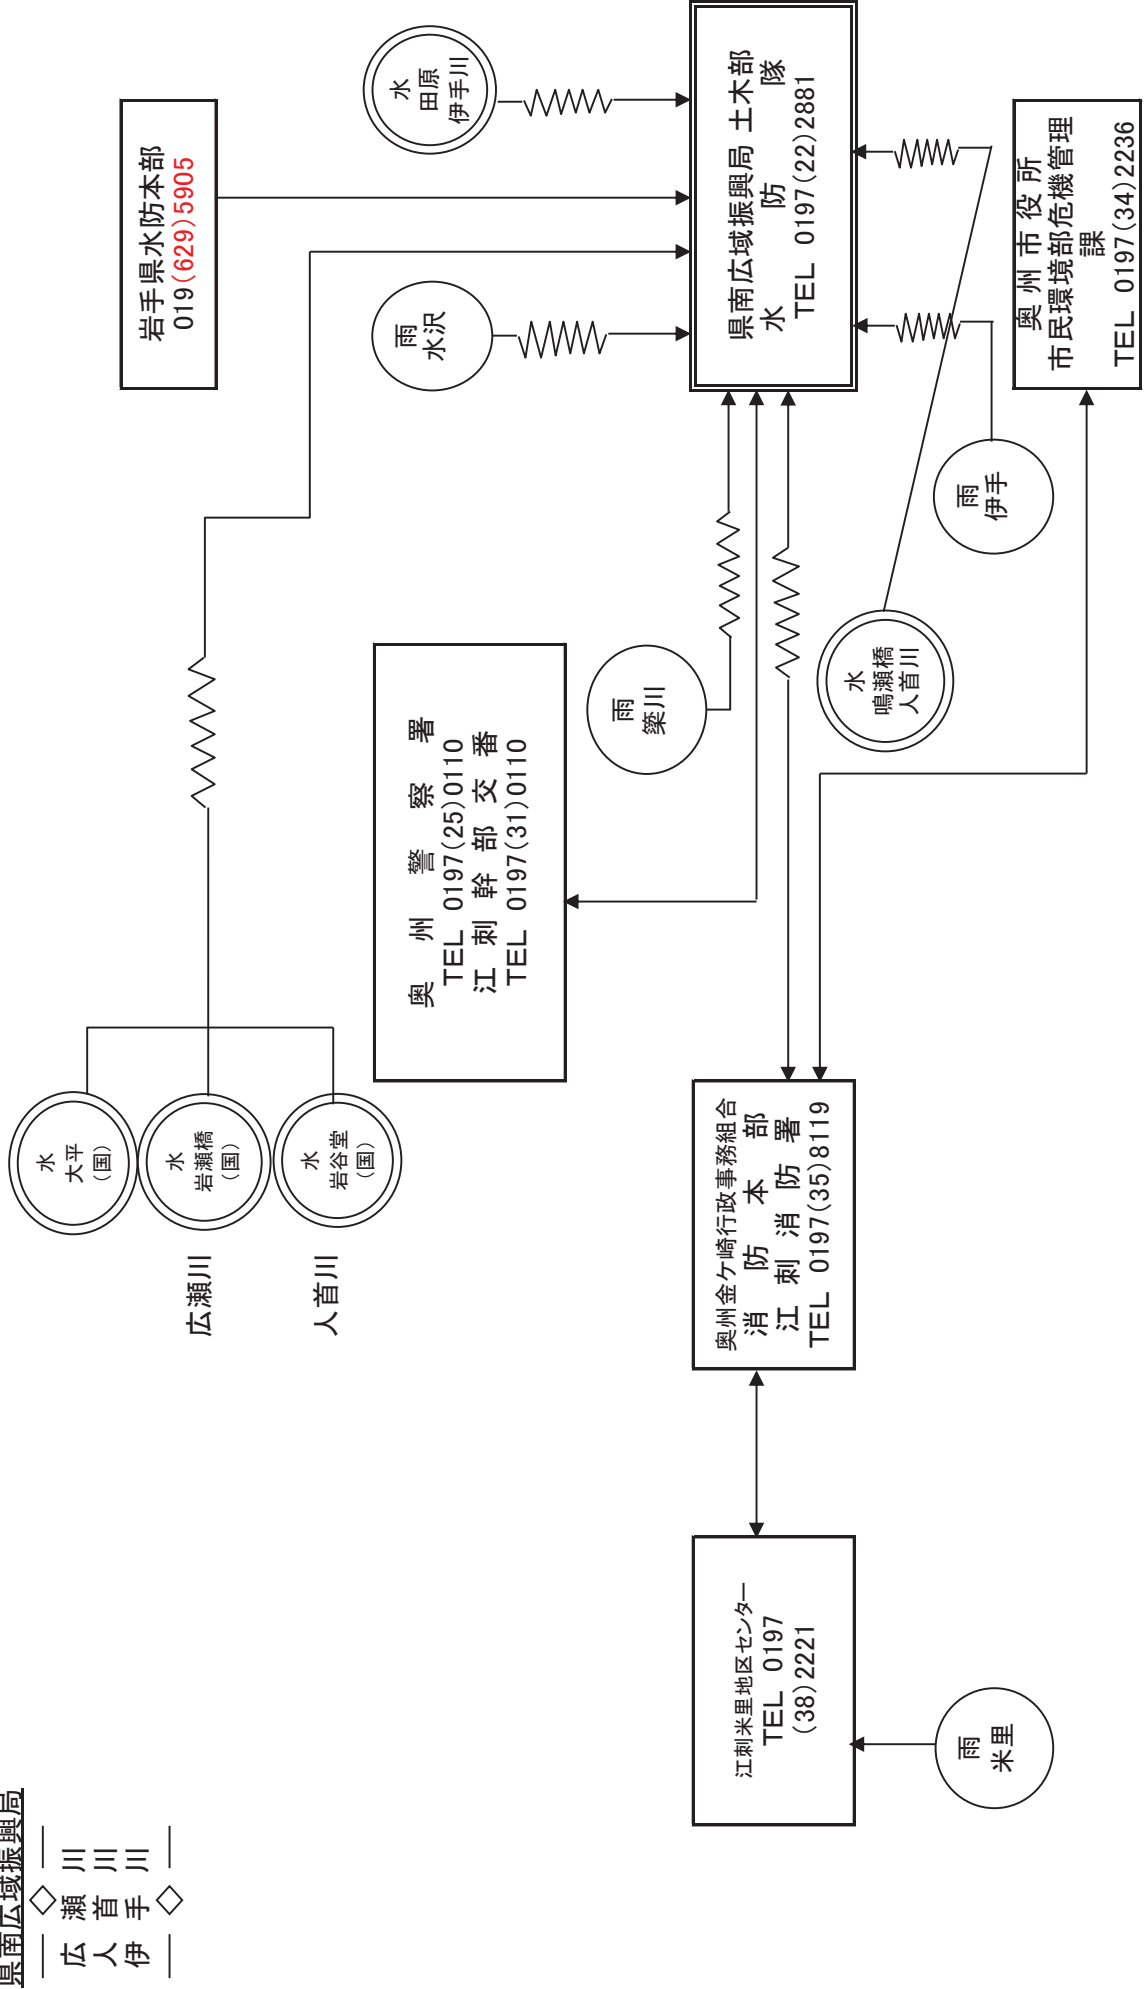 県南広域振興局
―◇―
広瀬川
人首川
伊手川
―◇―
水
大平
(国)
水
岩瀬橋
(国)
水
岩谷堂
(国)
広瀬川
人首川
岩手県水防本部
019(629)5905
水
田原
伊手川
雨
水沢
奥州警察署
TEL 0197(25)0110
江刺幹部交番
TEL 0197(31)0110
雨
簗川
県南広域振興局 土木部
水防隊
TEL 0197(22)2881
江刺米里地区センター
TEL 0197
(38)2221
奥州金ケ崎行政事務組合
消防本部
江刺消防署
TEL 0197(35)8119
水
鳴瀬橋
人首川
雨
伊手
雨
米里
奥州市役所
市民環境部危機管理
課
TEL 0197(34)2236